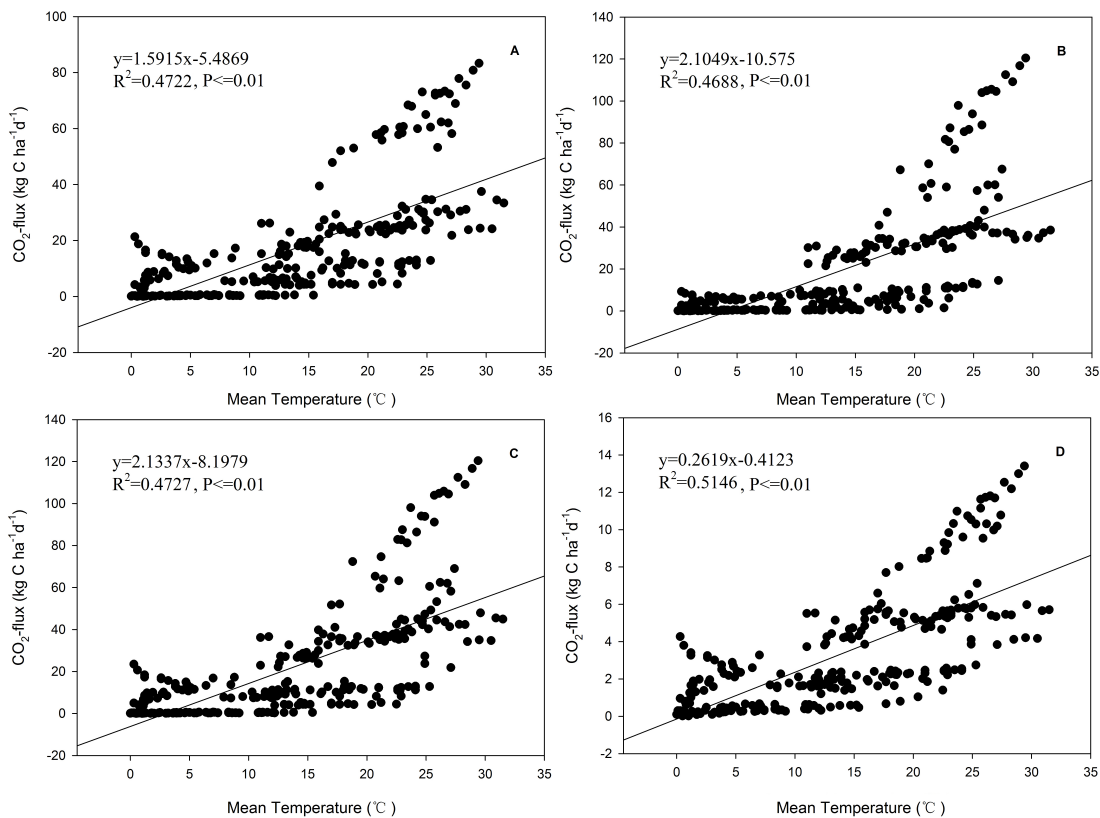 A
y=1.5915x-5.4869
R²=0.4722, P<=0.01
CO₂-flux (kg C ha⁻¹d⁻¹)
100
80
60
40
20
0
-20
0 5 10 15 20 25 30 35
Mean Temperature (℃)
B
y=2.1049x-10.575
R²=0.4688, P<=0.01
CO₂-flux (kg C ha⁻¹d⁻¹)
140
120
100
80
60
40
20
0
-20
0 5 10 15 20 25 30 35
Mean Temperature (℃)
C
y=2.1337x-8.1979
R²=0.4727, P<=0.01
CO₂-flux (kg C ha⁻¹d⁻¹)
140
120
100
80
60
40
20
0
-20
0 5 10 15 20 25 30 35
Mean Temperature (℃)
D
y=0.2619x-0.4123
R²=0.5146, P<=0.01
CO₂-flux (kg C ha⁻¹d⁻¹)
16
14
12
10
8
6
4
2
0
-2
0 5 10 15 20 25 30 35
Mean Temperature (℃)